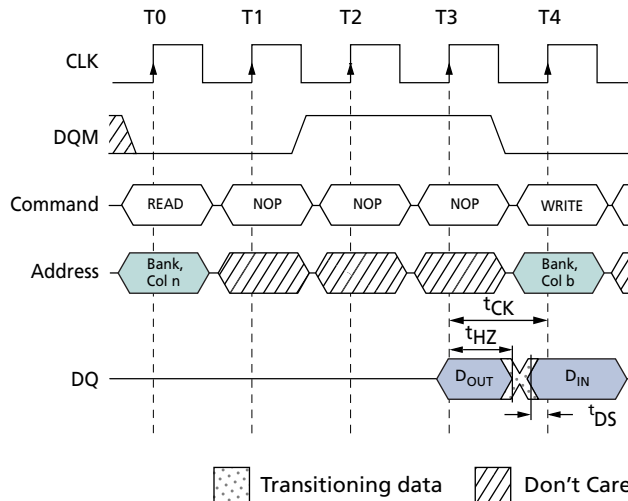 T0 T1 T2 T3 T4
CLK
DQM
Command READ NOP NOP NOP WRITE
Address Bank, Col n Bank, Col b
tCK
tHZ
DQ DOUT DIN
tDS
Transitioning data Don't Care